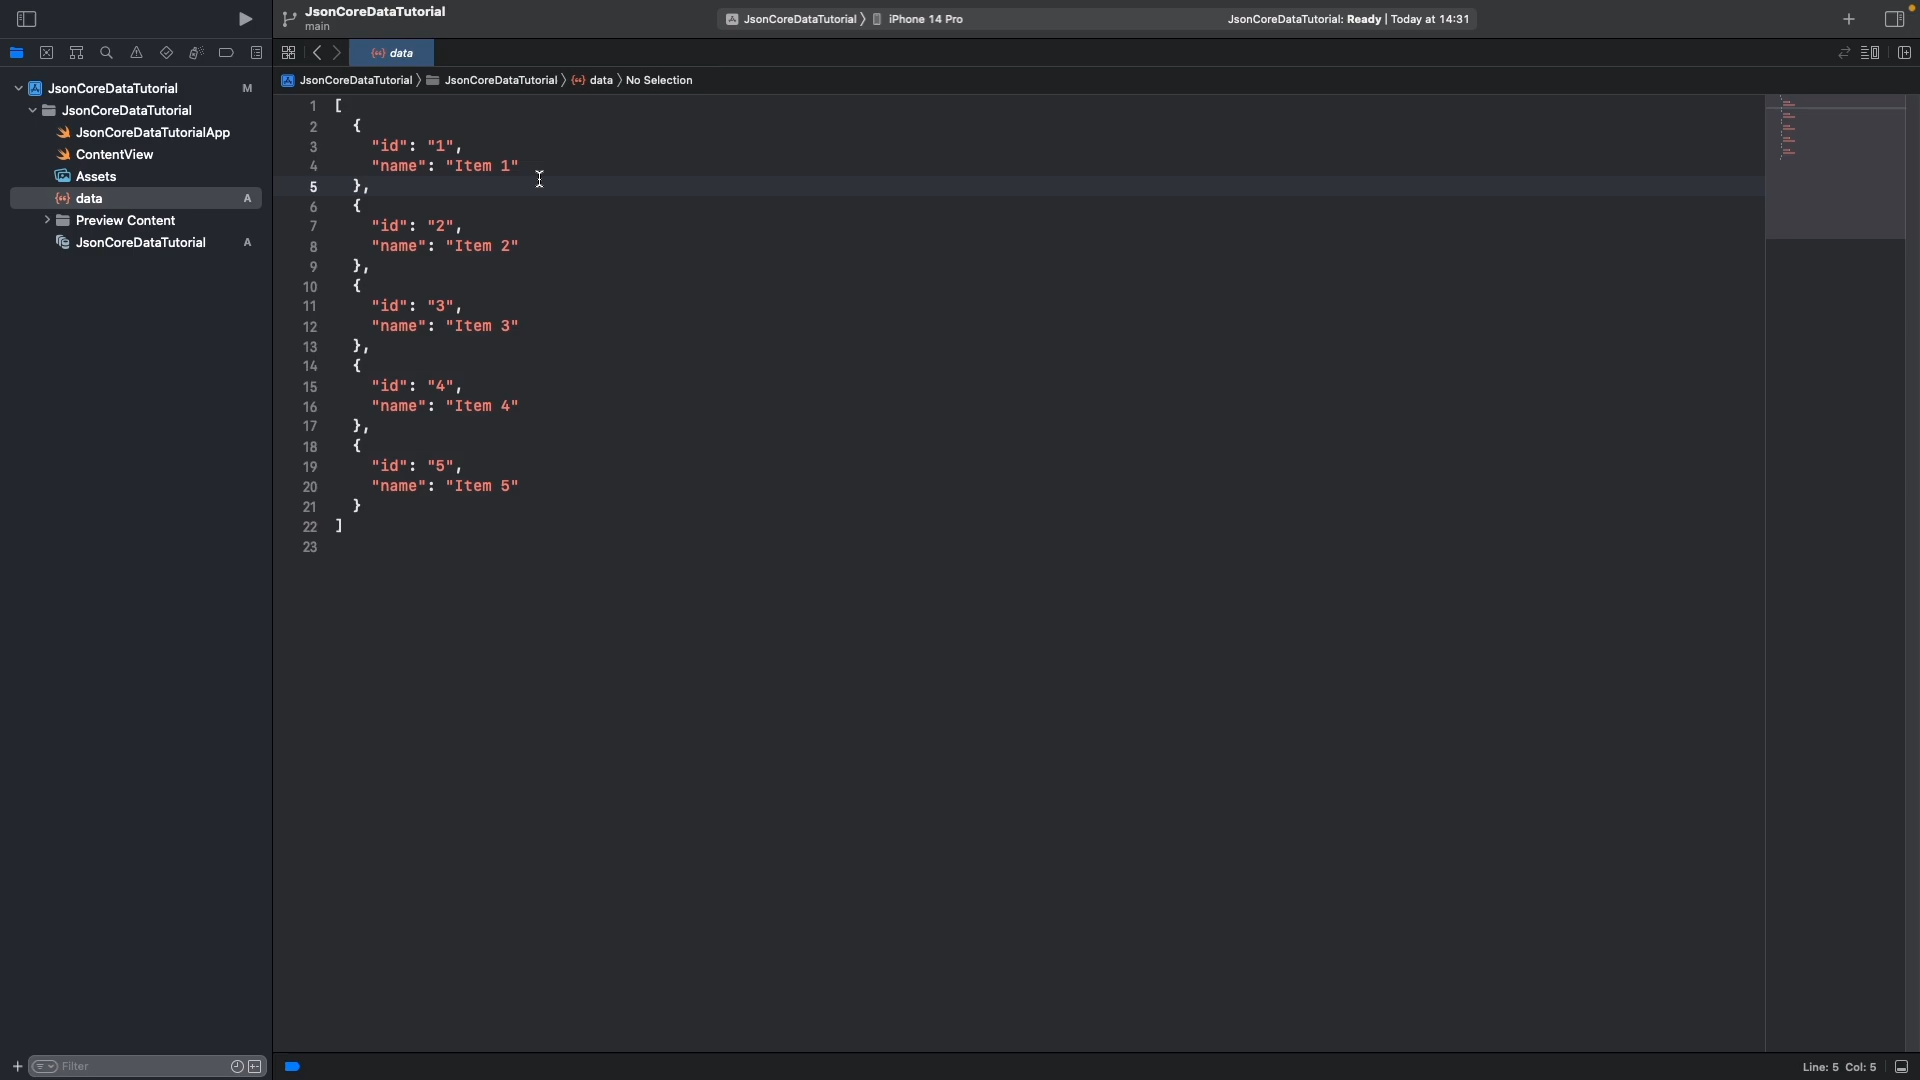 JsonCoreDataTutorial
main
JsonCoreDataTutorial 〉 iPhone 14 Pro
JsonCoreDataTutorial: Ready | Today at 14:31
data
JsonCoreDataTutorial 〉 JsonCoreDataTutorial 〉 data 〉 No Selection
JsonCoreDataTutorial M
JsonCoreDataTutorial
JsonCoreDataTutorialApp
ContentView
Assets
data A
Preview Content
JsonCoreDataTutorial A
1 [
2 {
3 "id": "1",
4 "name": "Item 1"
5 },
6 {
7 "id": "2",
8 "name": "Item 2"
9 },
10 {
11 "id": "3",
12 "name": "Item 3"
13 },
14 {
15 "id": "4",
16 "name": "Item 4"
17 },
18 {
19 "id": "5",
20 "name": "Item 5"
21 }
22 ]
23
Filter
Line: 5 Col: 5